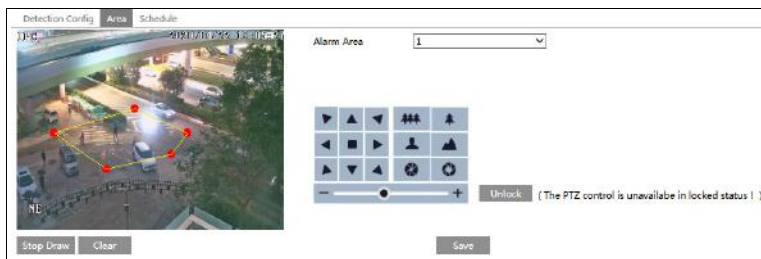 Detection Config Area Schedule
Alarm Area 1
NE
Unlock ( The PTZ control is unavailabe in locked status ! )
Stop Draw Clear Save